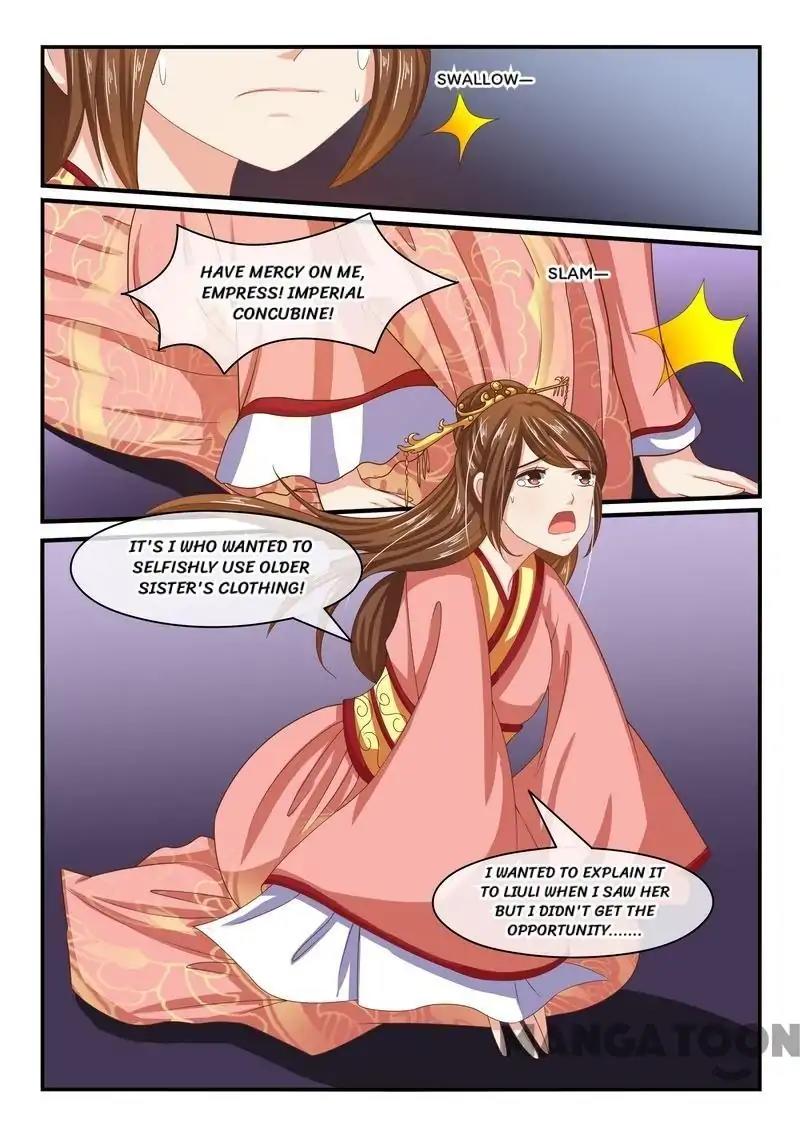 SWALLOW—
HAVE MERCY ON ME,
EMPRESS! IMPERIAL
CONCUBINE!
SLAM—
IT'S I WHO WANTED TO
SELFISHLY USE OLDER
SISTER'S CLOTHING!
I WANTED TO EXPLAIN IT
TO LIULI WHEN I SAW HER
BUT I DIDN'T GET THE
OPPORTUNITY.......
MANGATOON